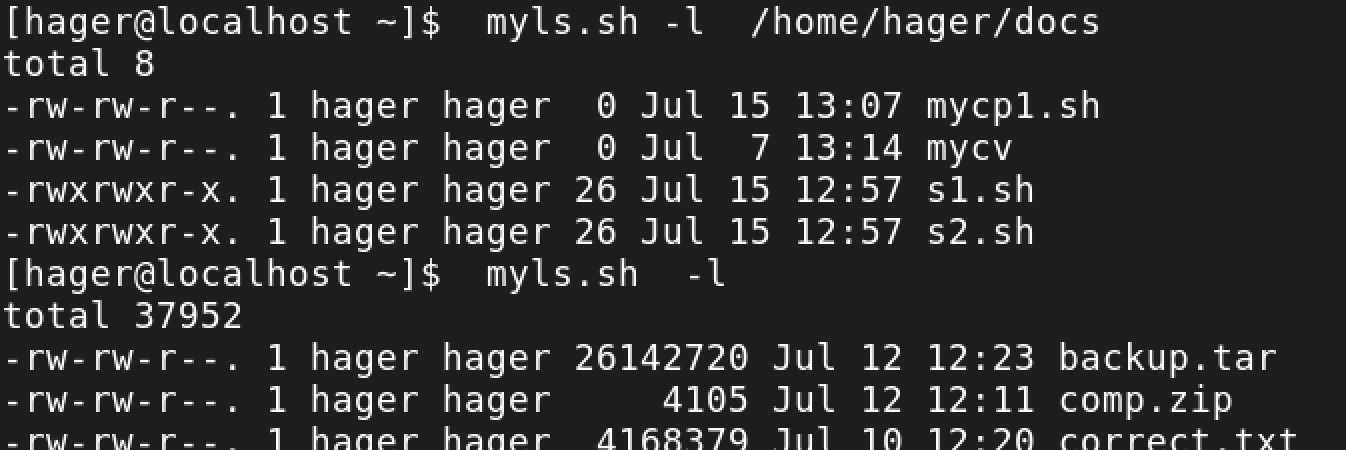 [hager@localhost ~]$  myls.sh -l  /home/hager/docs
total 8
-rw-rw-r--. 1 hager hager  0 Jul 15 13:07 mycp1.sh
-rw-rw-r--. 1 hager hager  0 Jul  7 13:14 mycv
-rwxrwxr-x. 1 hager hager 26 Jul 15 12:57 s1.sh
-rwxrwxr-x. 1 hager hager 26 Jul 15 12:57 s2.sh
[hager@localhost ~]$  myls.sh  -l
total 37952
-rw-rw-r--. 1 hager hager 26142720 Jul 12 12:23 backup.tar
-rw-rw-r--. 1 hager hager     4105 Jul 12 12:11 comp.zip
-rw-rw-r--. 1 hager hager  4168379 Jul 10 12:20 correct.txt